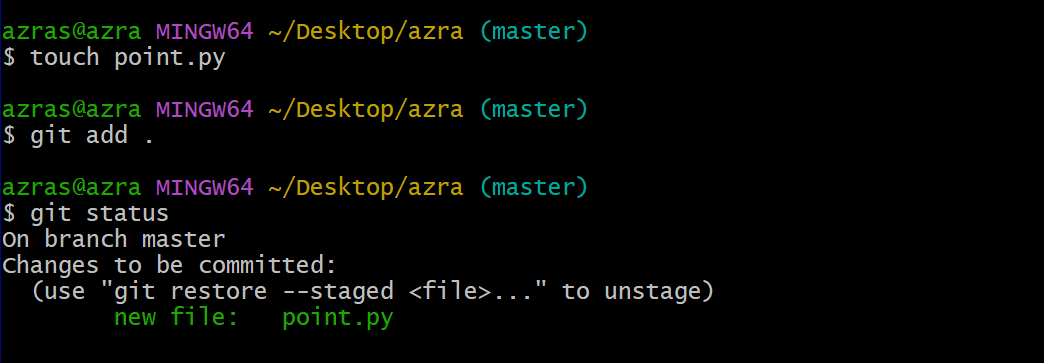 azras@azra MINGW64 ~/Desktop/azra (master)
$ touch point.py
azras@azra MINGW64 ~/Desktop/azra (master)
$ git add .
azras@azra MINGW64 ~/Desktop/azra (master)
$ git status
On branch master
Changes to be committed:
  (use "git restore --staged <file>..." to unstage)
        new file:   point.py